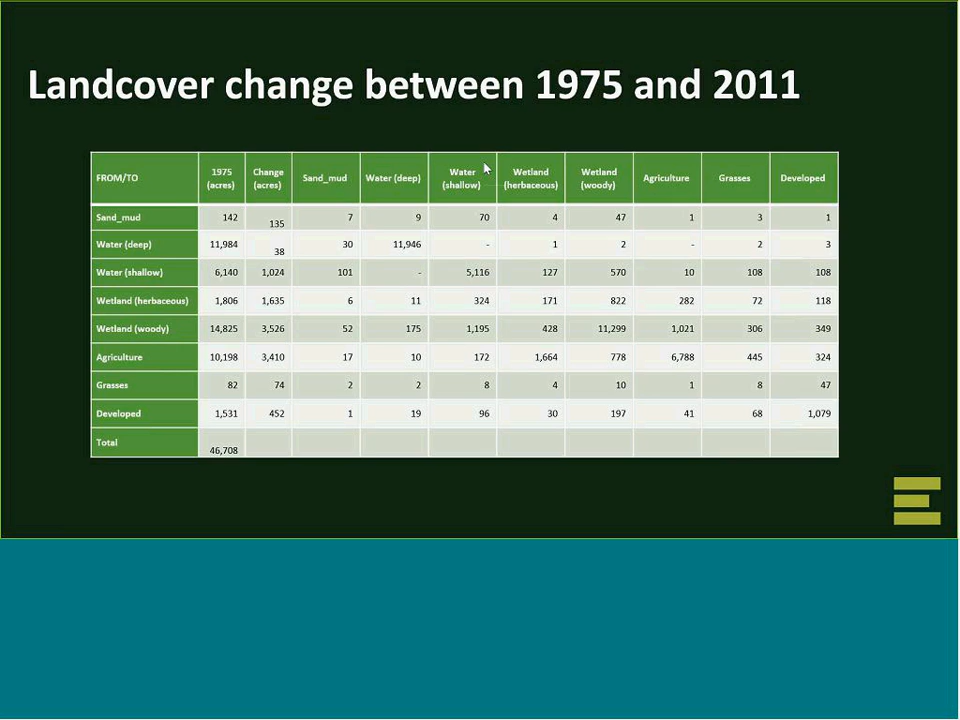 Landcover change between 1975 and 2011
FROM/TO 1975 (acres) Change (acres) Sand_mud Water (deep) Water (shallow) Wetland (herbaceous) Wetland (woody) Agriculture Grasses Developed
Sand_mud 142 135 7 9 70 4 47 1 3 1
Water (deep) 11,984 38 30 11,946 - 1 2 - 2 3
Water (shallow) 6,140 1,024 101 - 5,116 127 570 10 108 108
Wetland (herbaceous) 1,806 1,635 6 11 324 171 822 282 72 118
Wetland (woody) 14,825 3,526 52 175 1,195 428 11,299 1,021 306 349
Agriculture 10,198 3,410 17 10 172 1,664 778 6,788 445 324
Grasses 82 74 2 2 8 4 10 1 8 47
Developed 1,531 452 1 19 96 30 197 41 68 1,079
Total 46,708